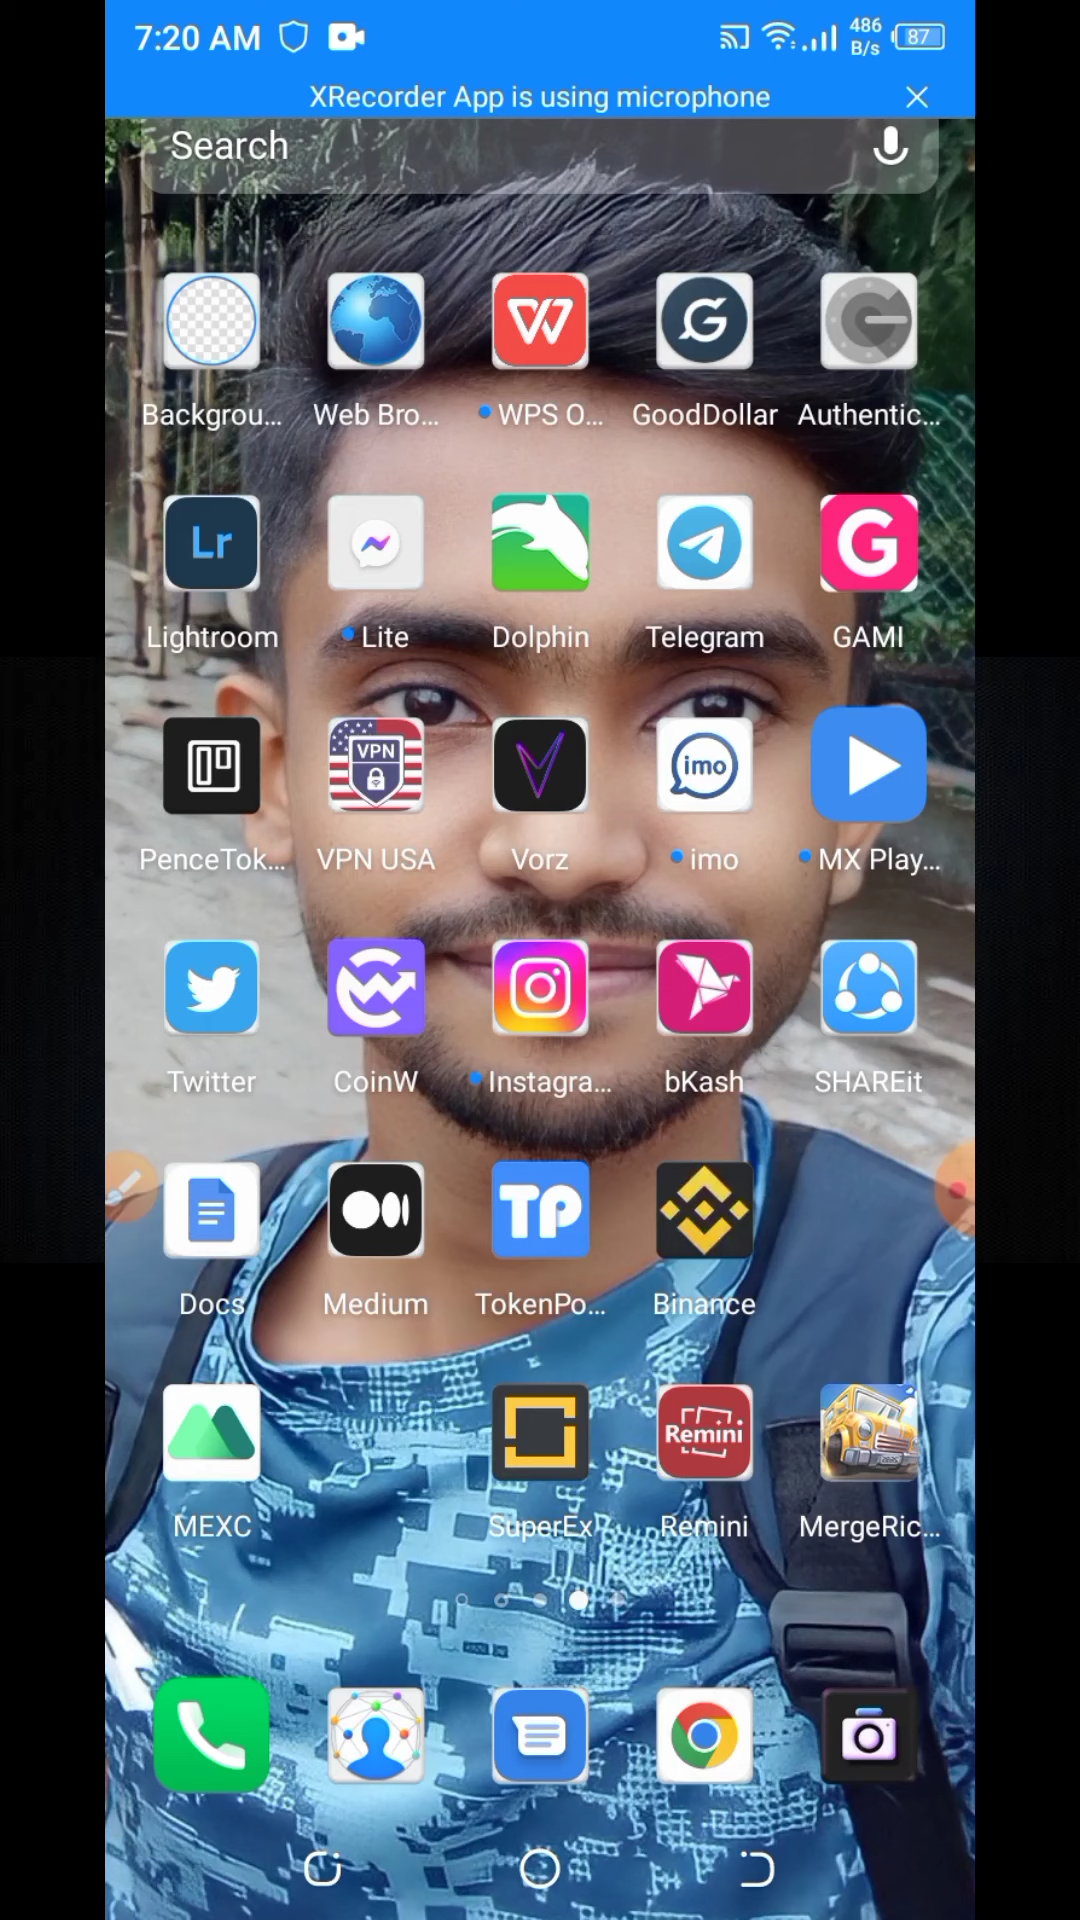 7:20 AM
486
B/s
87
XRecorder App is using microphone
Search
Backgrou...
Web Bro...
WPS O...
GoodDollar
Authentic...
Lr
Lightroom
Lite
Dolphin
Telegram
G
GAMI
VPN
imo
PenceTok...
VPN USA
Vorz
imo
MX Play...
Twitter
CoinW
Instagra...
bKash
SHAREit
TP
Docs
Medium
TokenPo...
Binance
Remini
MEXC
SuperEx
Remini
MergeRic...